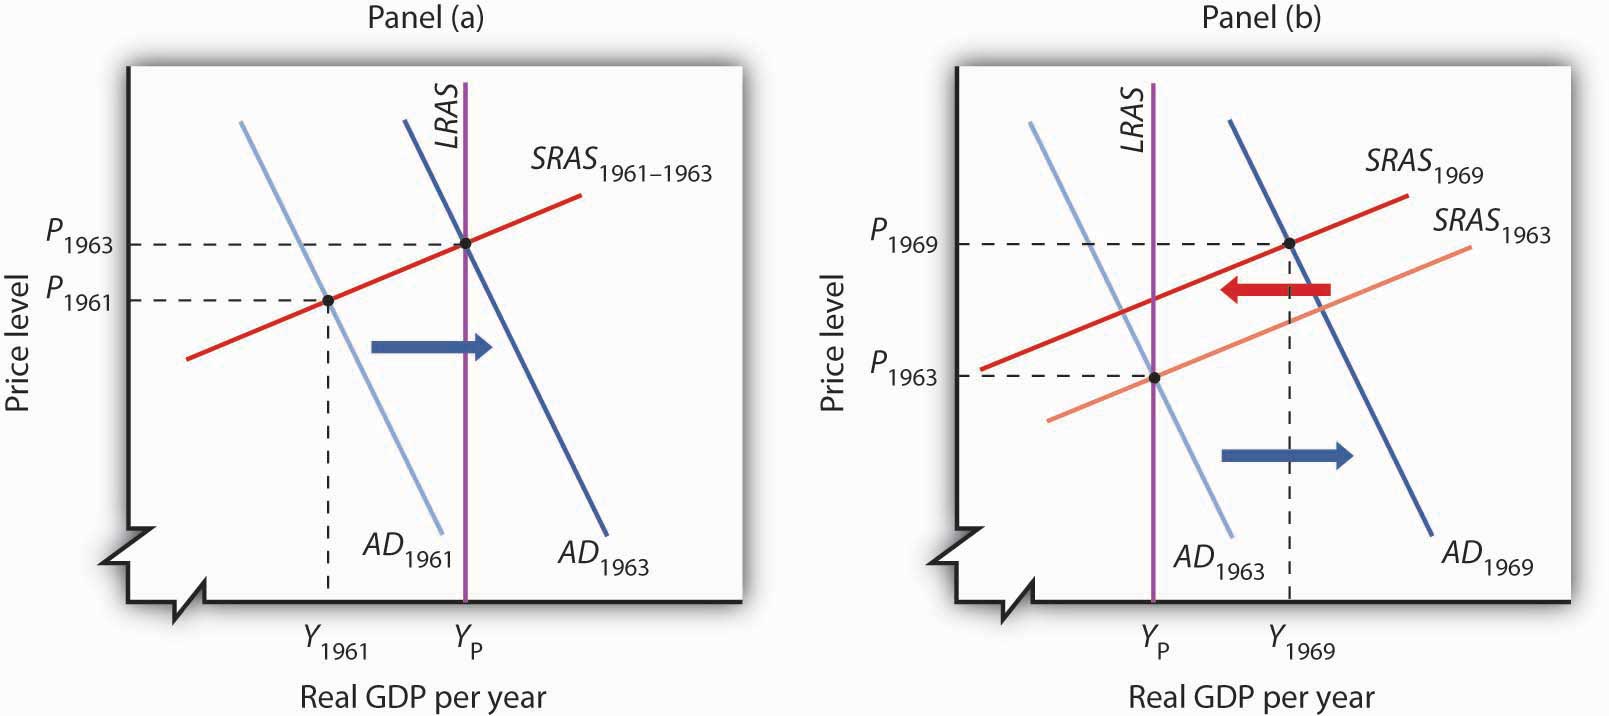 Panel (a)
Price level
P1963
P1961
LRAS
SRAS1961–1963
AD1961
AD1963
Y1961
YP
Real GDP per year
Panel (b)
Price level
P1969
P1963
LRAS
SRAS1969
SRAS1963
AD1963
AD1969
YP
Y1969
Real GDP per year